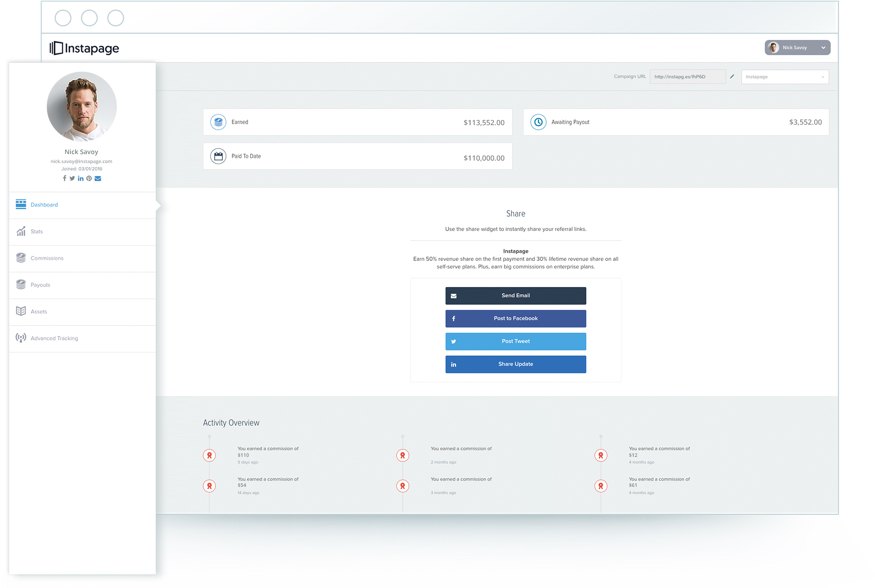 Instapage
Nick Savoy
Campaign URL
Instapage
Nick Savoy
nick.savoy@instapage.com
Joined: 03/01/2016
Dashboard
Stats
Commissions
Payouts
Assets
Advanced Tracking
Earned
$113,552.00
Awaiting Payout
$3,552.00
Paid To Date
$110,000.00
Share
Use the share widget to instantly share your referral links.
Instapage
Earn 50% revenue share on the first payment and 30% lifetime revenue share on all
self-serve plans. Plus, earn big commissions on enterprise plans.
Send Email
Post to Facebook
Post Tweet
Share Update
Activity Overview
You earned a commission of
$110
5 days ago
You earned a commission of
2 months ago
You earned a commission of
$12
4 months ago
You earned a commission of
$54
14 days ago
You earned a commission of
3 months ago
You earned a commission of
$61
4 months ago